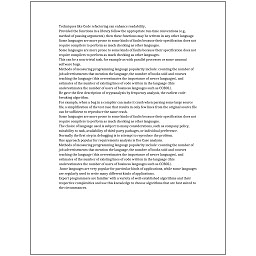 Techniques like Code refactoring can enhance readability.
Provided the functions in a library follow the appropriate run-time conventions (e.g.,
method of passing arguments), then these functions may be written in any other language.
Some languages are more prone to some kinds of faults because their specification does not
require compilers to perform as much checking as other languages.
Some languages are more prone to some kinds of faults because their specification does not
require compilers to perform as much checking as other languages.
This can be a non-trivial task, for example as with parallel processes or some unusual
software bugs.
Methods of measuring programming language popularity include: counting the number of
job advertisements that mention the language, the number of books sold and courses
teaching the language (this overestimates the importance of newer languages), and
estimates of the number of existing lines of code written in the language (this
underestimates the number of users of business languages such as COBOL).
He gave the first description of cryptanalysis by frequency analysis, the earliest code-
breaking algorithm.
For example, when a bug in a compiler can make it crash when parsing some large source
file, a simplification of the test case that results in only few lines from the original source file
can be sufficient to reproduce the same crash.
Some languages are more prone to some kinds of faults because their specification does not
require compilers to perform as much checking as other languages.
The choice of language used is subject to many considerations, such as company policy,
suitability to task, availability of third-party packages, or individual preference.
Normally the first step in debugging is to attempt to reproduce the problem.
One approach popular for requirements analysis is Use Case analysis.
Methods of measuring programming language popularity include: counting the number of
job advertisements that mention the language, the number of books sold and courses
teaching the language (this overestimates the importance of newer languages), and
estimates of the number of existing lines of code written in the language (this
underestimates the number of users of business languages such as COBOL).
Some languages are very popular for particular kinds of applications, while some languages
are regularly used to write many different kinds of applications.
Expert programmers are familiar with a variety of well-established algorithms and their
respective complexities and use this knowledge to choose algorithms that are best suited to
the circumstances.